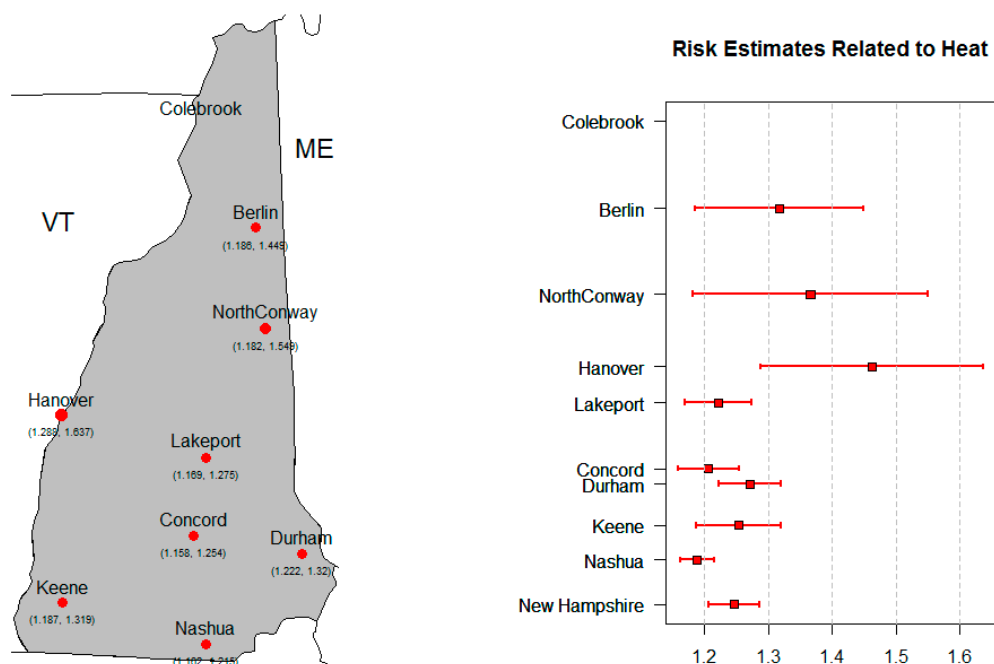 Colebrook
ME
VT
Berlin
(1.186, 1.449)
NorthConway
(1.182, 1.549)
Hanover
(1.288, 1.637)
Lakeport
(1.169, 1.275)
Concord
(1.158, 1.254)
Durham
(1.222, 1.32)
Keene
(1.187, 1.319)
Nashua
Risk Estimates Related to Heat
Colebrook
Berlin
NorthConway
Hanover
Lakeport
Concord
Durham
Keene
Nashua
New Hampshire
1.2 1.3 1.4 1.5 1.6